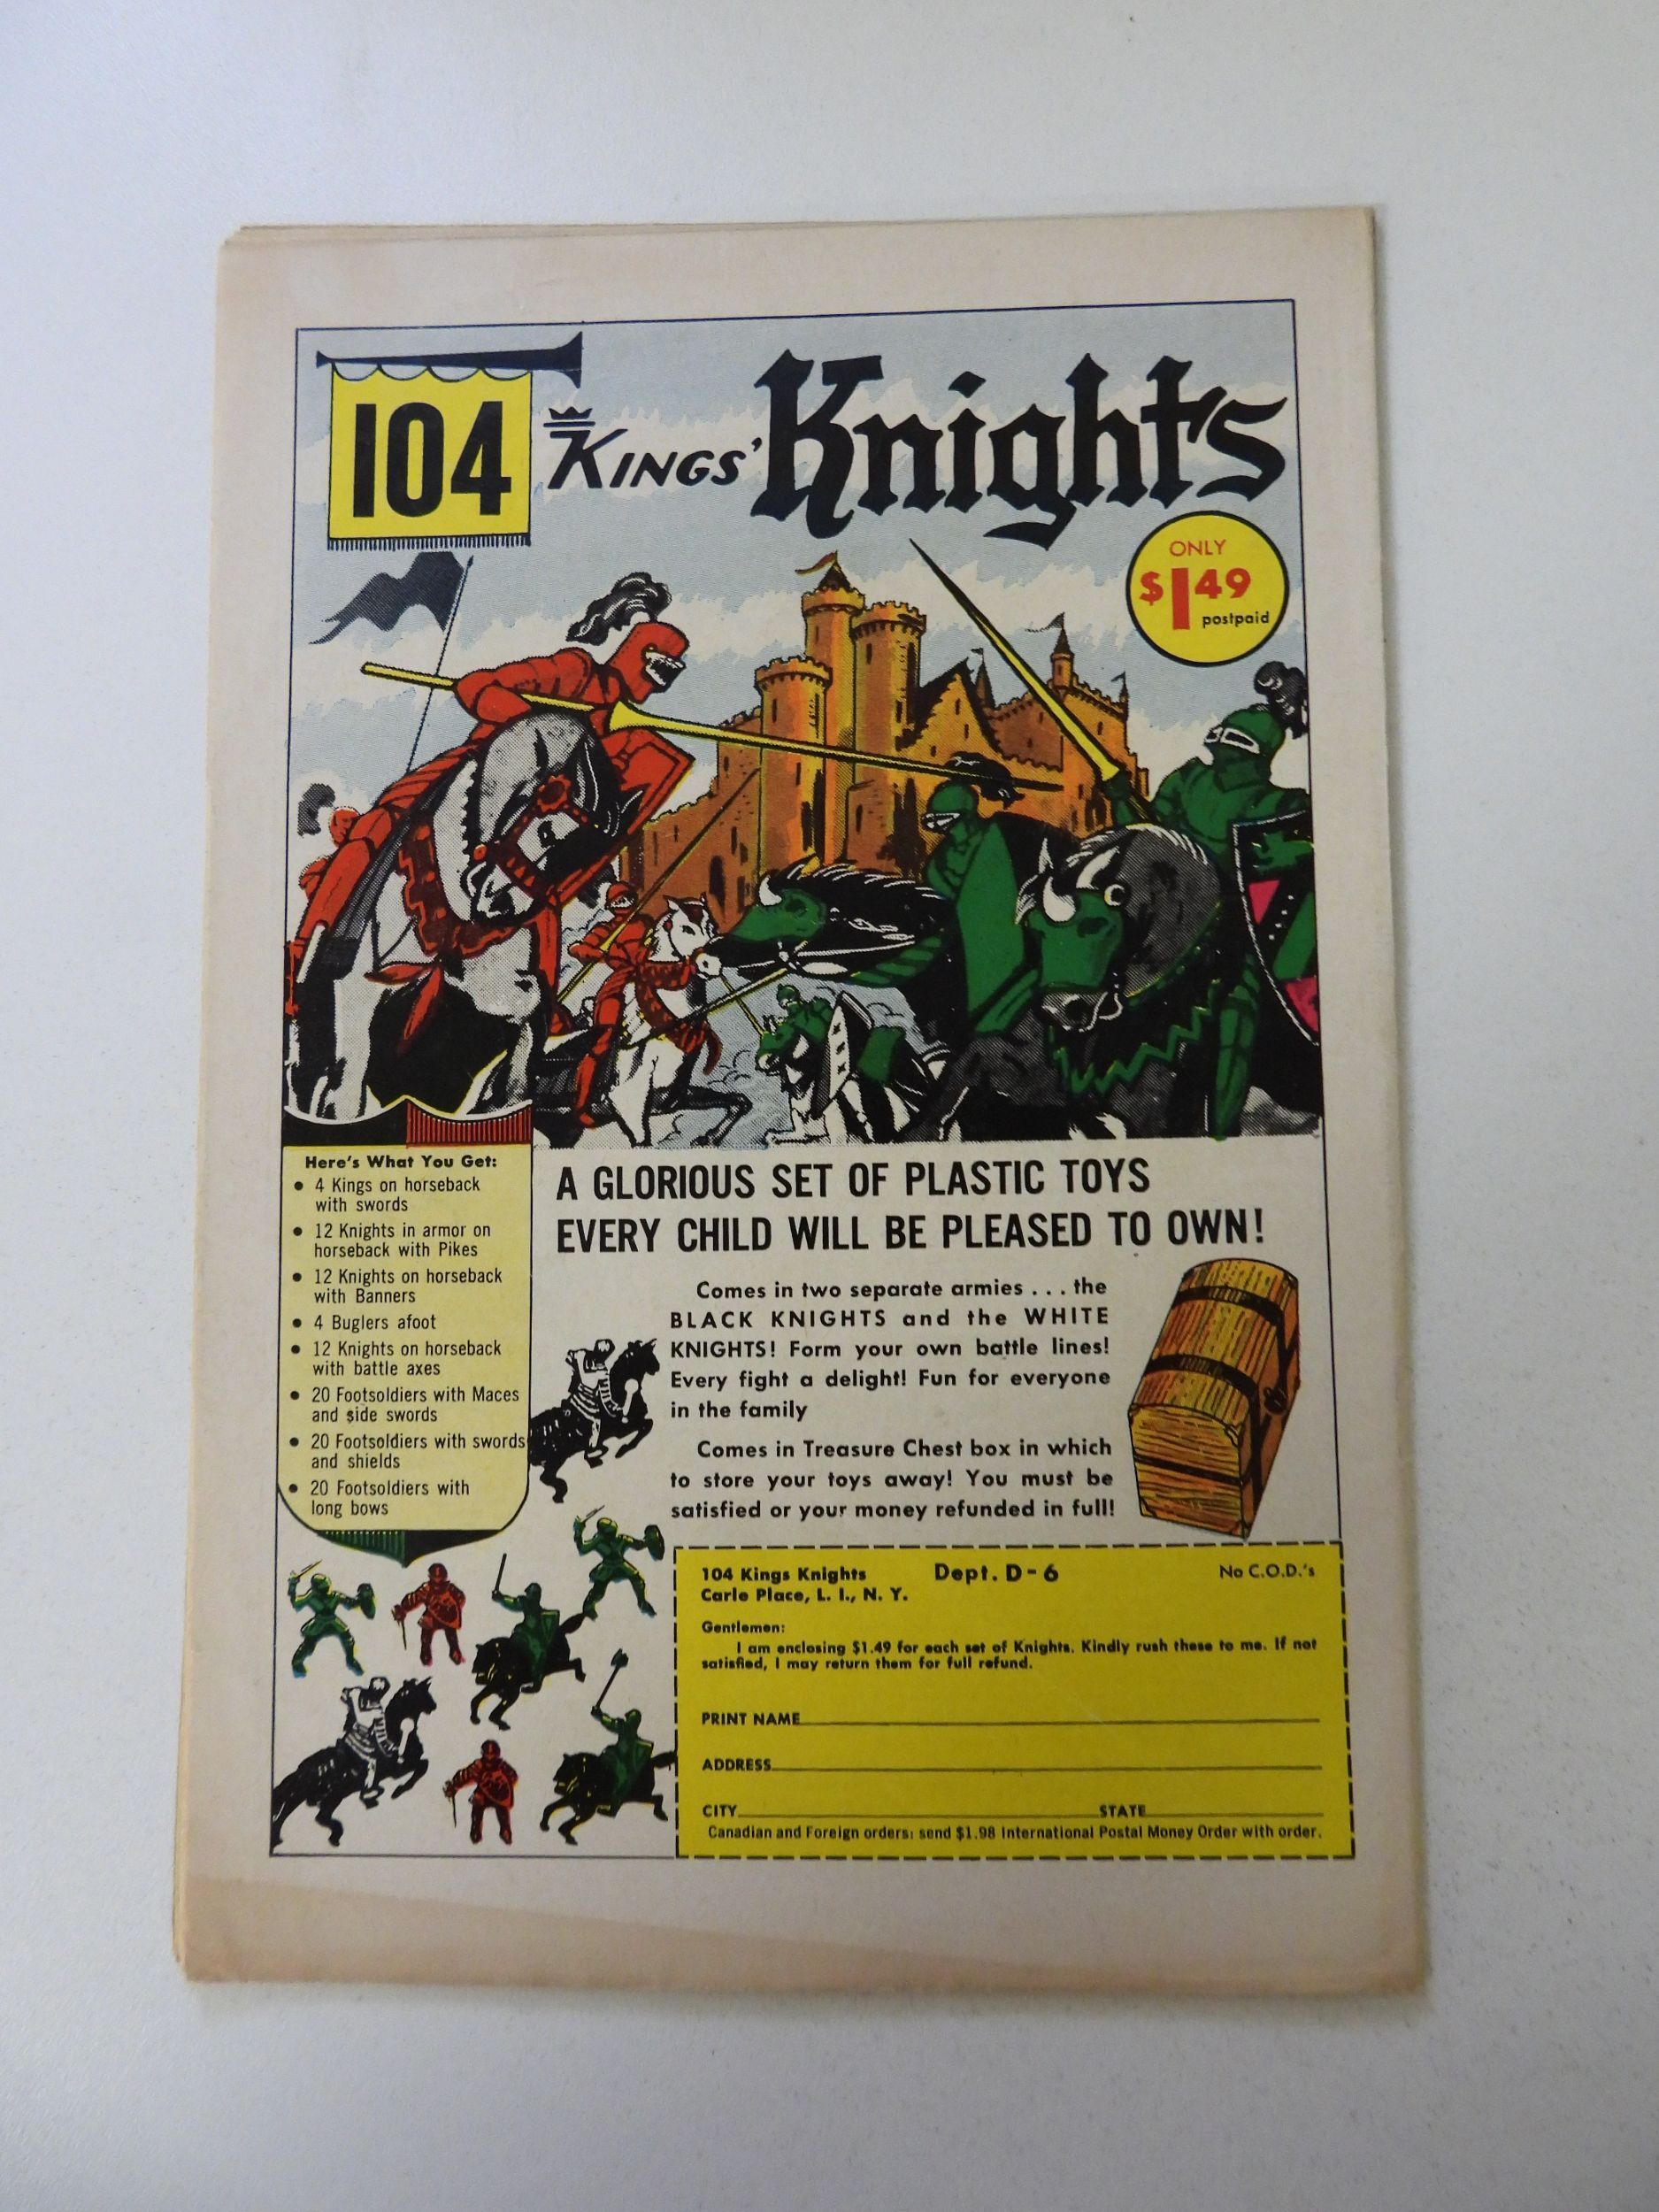 104
KINGS' Knights
ONLY
$1.49
postpaid
Here's What You Get:
• 4 Kings on horseback
with swords
• 12 Knights in armor on
horseback with Pikes
• 12 Knights on horseback
with Banners
• 4 Buglers afoot
• 12 Knights on horseback
with battle axes
• 20 Footsoldiers with Maces
and side swords
• 20 Footsoldiers with swords
and shields
• 20 Footsoldiers with
long bows
A GLORIOUS SET OF PLASTIC TOYS
EVERY CHILD WILL BE PLEASED TO OWN!
Comes in two separate armies . . . the
BLACK KNIGHTS and the WHITE
KNIGHTS! Form your own battle lines!
Every fight a delight! Fun for everyone
in the family
Comes in Treasure Chest box in which
to store your toys away! You must be
satisfied or your money refunded in full!
104 Kings Knights Dept. D-6 No C.O.D.'s
Carle Place, L. I., N. Y.
Gentlemen:
I am enclosing $1.49 for each set of Knights. Kindly rush these to me. If not
satisfied, I may return them for full refund.
PRINT NAME
ADDRESS
CITY STATE
Canadian and Foreign orders: send $1.98 International Postal Money Order with order.